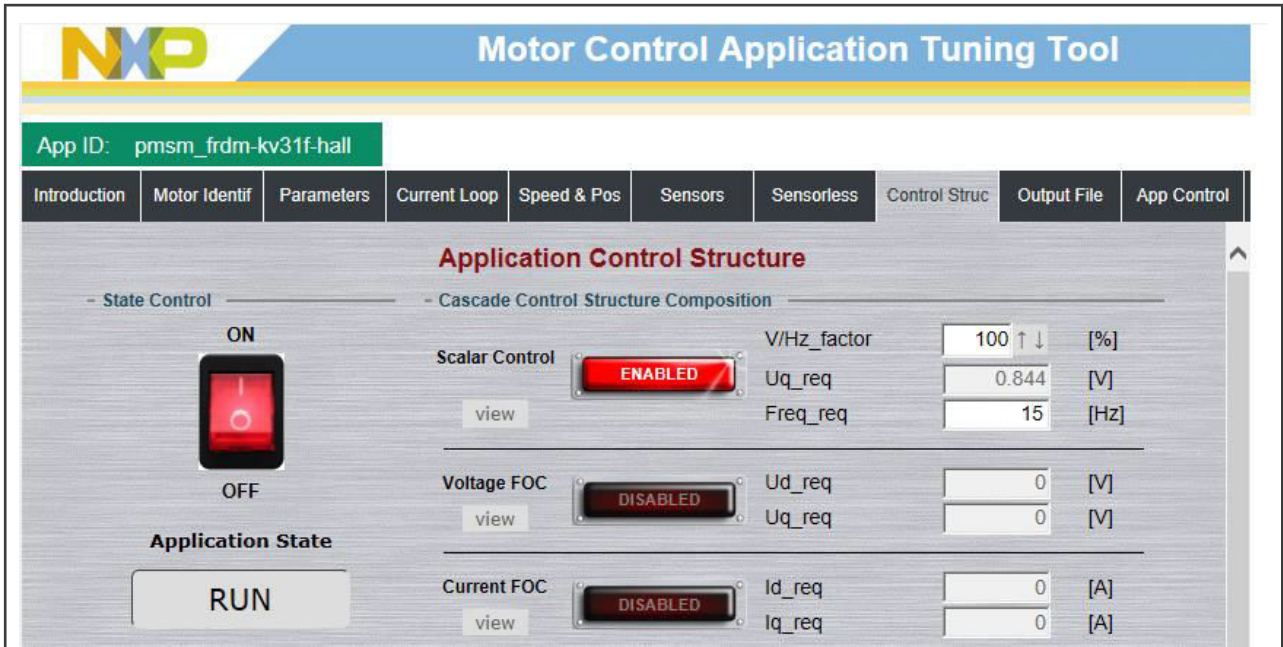 NXP
Motor Control Application Tuning Tool
App ID: pmsm_frdm-kv31f-hall
Introduction Motor Identif Parameters Current Loop Speed & Pos Sensors Sensorless Control Struc Output File App Control
Application Control Structure
- State Control
- Cascade Control Structure Composition
ON
OFF
Application State
RUN
Scalar Control ENABLED V/Hz_factor 100 ↑↓ [%]
Uq_req 0.844 [V]
view Freq_req 15 [Hz]
Voltage FOC DISABLED Ud_req 0 [V]
view Uq_req 0 [V]
Current FOC DISABLED Id_req 0 [A]
view Iq_req 0 [A]